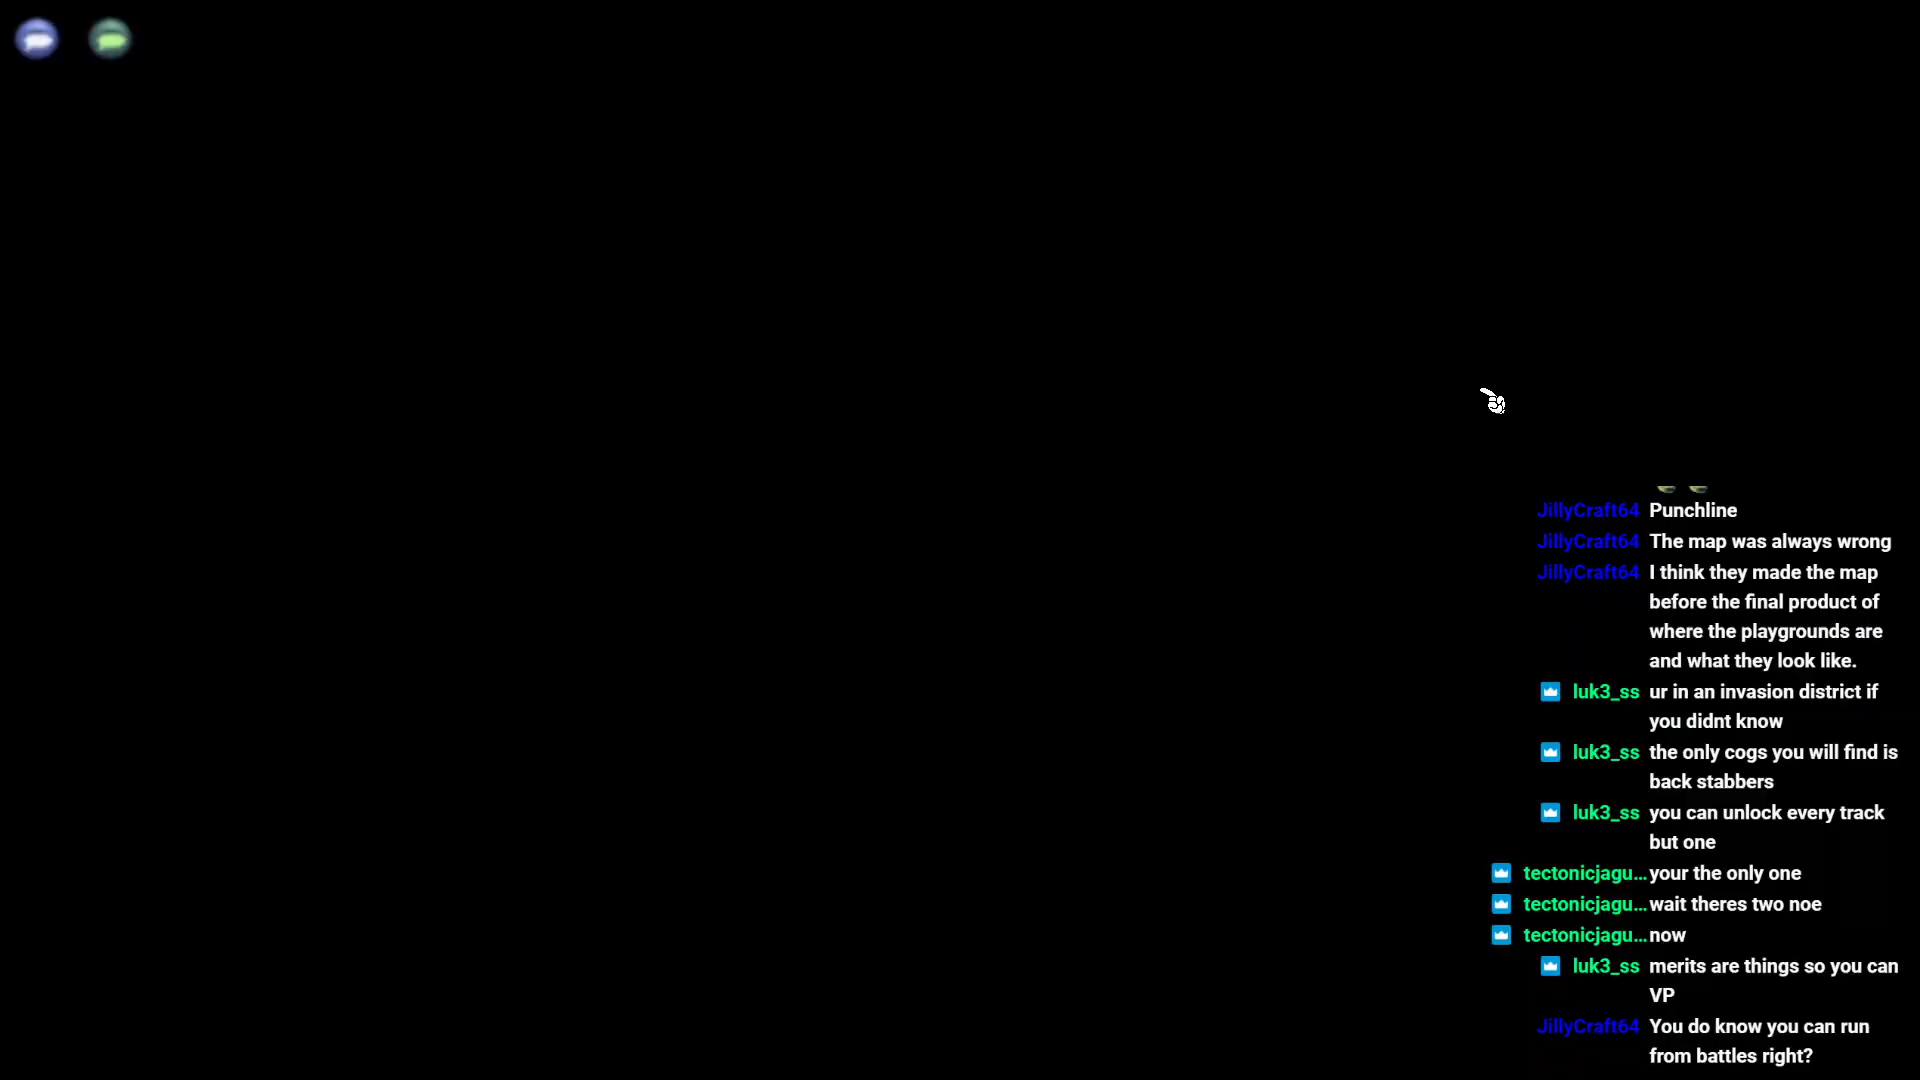 JillyCraft64 Punchline
JillyCraft64 The map was always wrong
JillyCraft64 I think they made the map
before the final product of
where the playgrounds are
and what they look like.
luk3_ss ur in an invasion district if
you didnt know
luk3_ss the only cogs you will find is
back stabbers
luk3_ss you can unlock every track
but one
tectonicjagu... your the only one
tectonicjagu... wait theres two noe
tectonicjagu... now
luk3_ss merits are things so you can
VP
JillyCraft64 You do know you can run
from battles right?